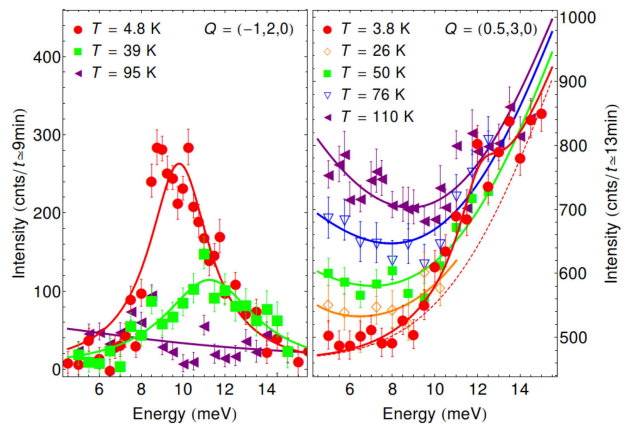 T = 4.8 K Q = (−1,2,0)
T = 39 K
T = 95 K
400
300
200
100
0
Intensity (cnts/t≃9min)
6 8 10 12 14
Energy (meV)
T = 3.8 K Q = (0.5,3,0)
T = 26 K
T = 50 K
T = 76 K
T = 110 K
1000
900
800
700
600
500
Intensity (cnts/t≃13min)
6 8 10 12 14
Energy (meV)